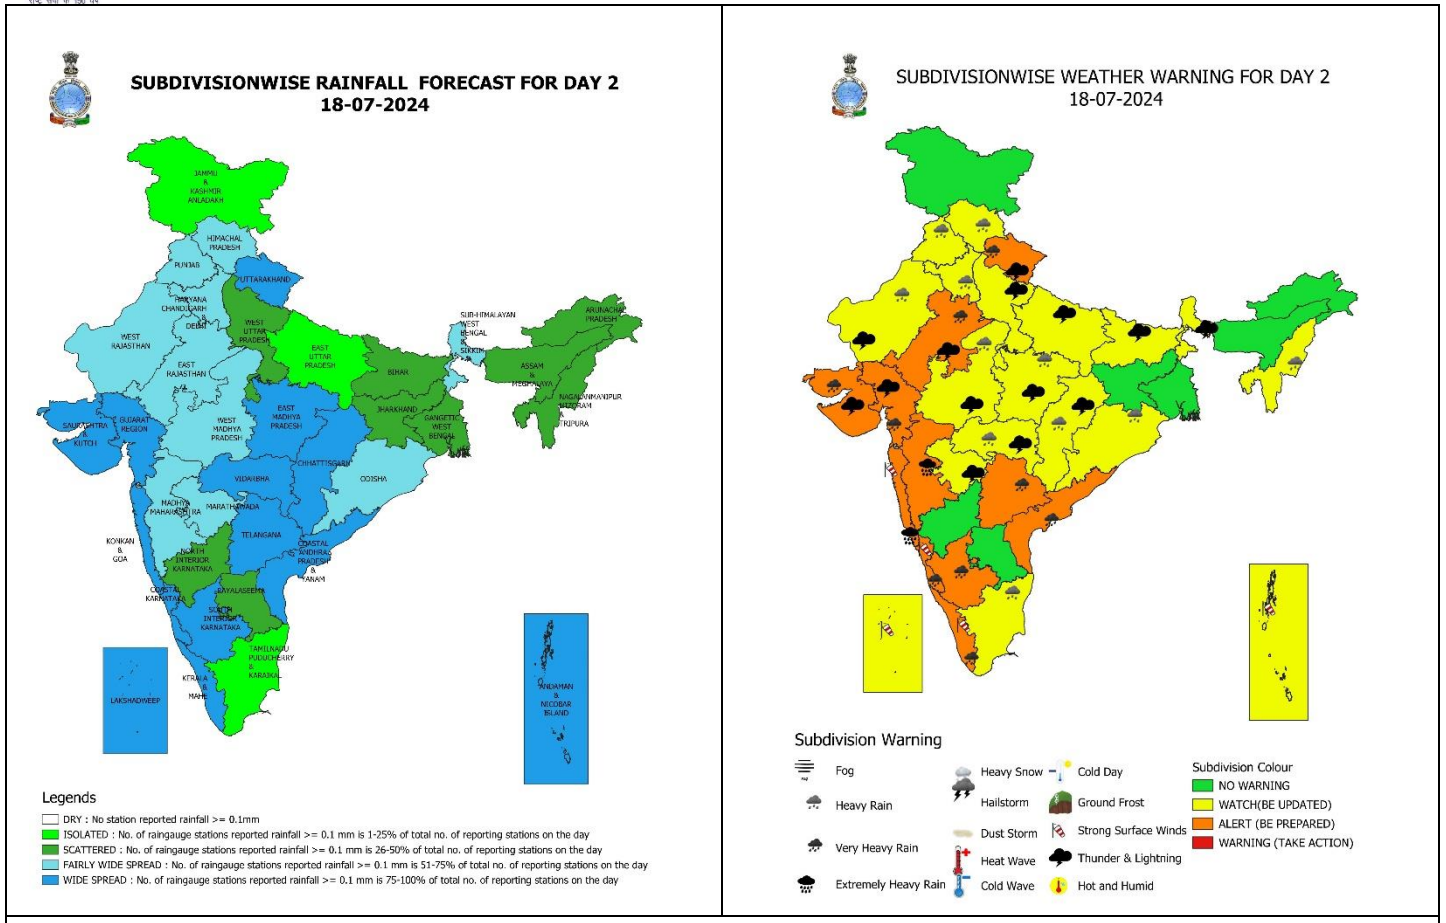 SUBDIVISIONWISE RAINFALL FORECAST FOR DAY 2
18-07-2024
JAMMU
&
KASHMIR
ANLADAKH
HIMACHAL
PRADESH
PUNJAB
UTTARAKHAND
HARYANA
CHANDIGARH
&
DELHI
WEST
UTTAR
PRADESH
WEST
RAJASTHAN
EAST
RAJASTHAN
EAST
UTTAR
PRADESH
BIHAR
SUB-HIMALAYAN
WEST
BENGAL
&
SIKKIM
ARUNACHAL
PRADESH
ASSAM
&
MEGHALAYA
NAGALANMANIPUR
MIZORAM
&
TRIPURA
JHARKHAND
GANGETIC
WEST
BENGAL
SAURASHTRA
&
KUTCH
GUJARAT
REGION
WEST
MADHYA
PRADESH
EAST
MADHYA
PRADESH
CHHATTISGARH
ODISHA
VIDARBHA
MADHYA
MAHARASHTRA
MARATHAWADA
TELANGANA
KONKAN
&
GOA
NORTH
INTERIOR
KARNATAKA
COASTAL
ANDHRA
PRADESH
&
YANAM
COASTAL
KARNATAKA
RAYALASEEMA
SOUTH
INTERIOR
KARNATAKA
TAMILNADU
PUDUCHERRY
&
KARAIKAL
KERALA
&
MAHE
LAKSHADWEEP
ANDAMAN
&
NICOBAR
ISLAND
Legends
DRY : No station reported rainfall >= 0.1mm
ISOLATED : No. of raingauge stations reported rainfall >= 0.1 mm is 1-25% of total no. of reporting stations on the day
SCATTERED : No. of raingauge stations reported rainfall >= 0.1 mm is 26-50% of total no. of reporting stations on the day
FAIRLY WIDE SPREAD : No. of raingauge stations reported rainfall >= 0.1 mm is 51-75% of total no. of reporting stations on the day
WIDE SPREAD : No. of raingauge stations reported rainfall >= 0.1 mm is 75-100% of total no. of reporting stations on the day
SUBDIVISIONWISE WEATHER WARNING FOR DAY 2
18-07-2024
Subdivision Warning
Fog
Heavy Rain
Very Heavy Rain
Extremely Heavy Rain
Heavy Snow
Hailstorm
Dust Storm
Heat Wave
Cold Wave
Cold Day
Ground Frost
Strong Surface Winds
Thunder & Lightning
Hot and Humid
Subdivision Colour
NO WARNING
WATCH(BE UPDATED)
ALERT (BE PREPARED)
WARNING (TAKE ACTION)